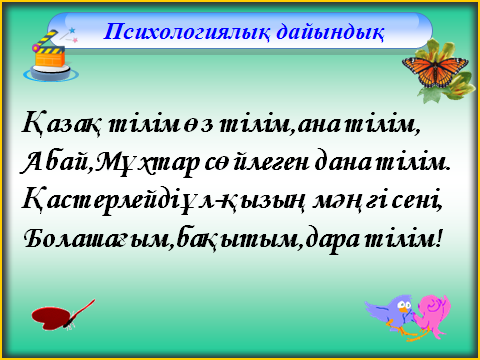 Психологиялық дайындық
Қазақ тілім өз тілім,ана тілім,
Абай,Мұхтар сөйлеген дана тілім.
Қастерлейді ұл-қызың мәңгі сені,
Болашағым,бақытым,дара тілім!